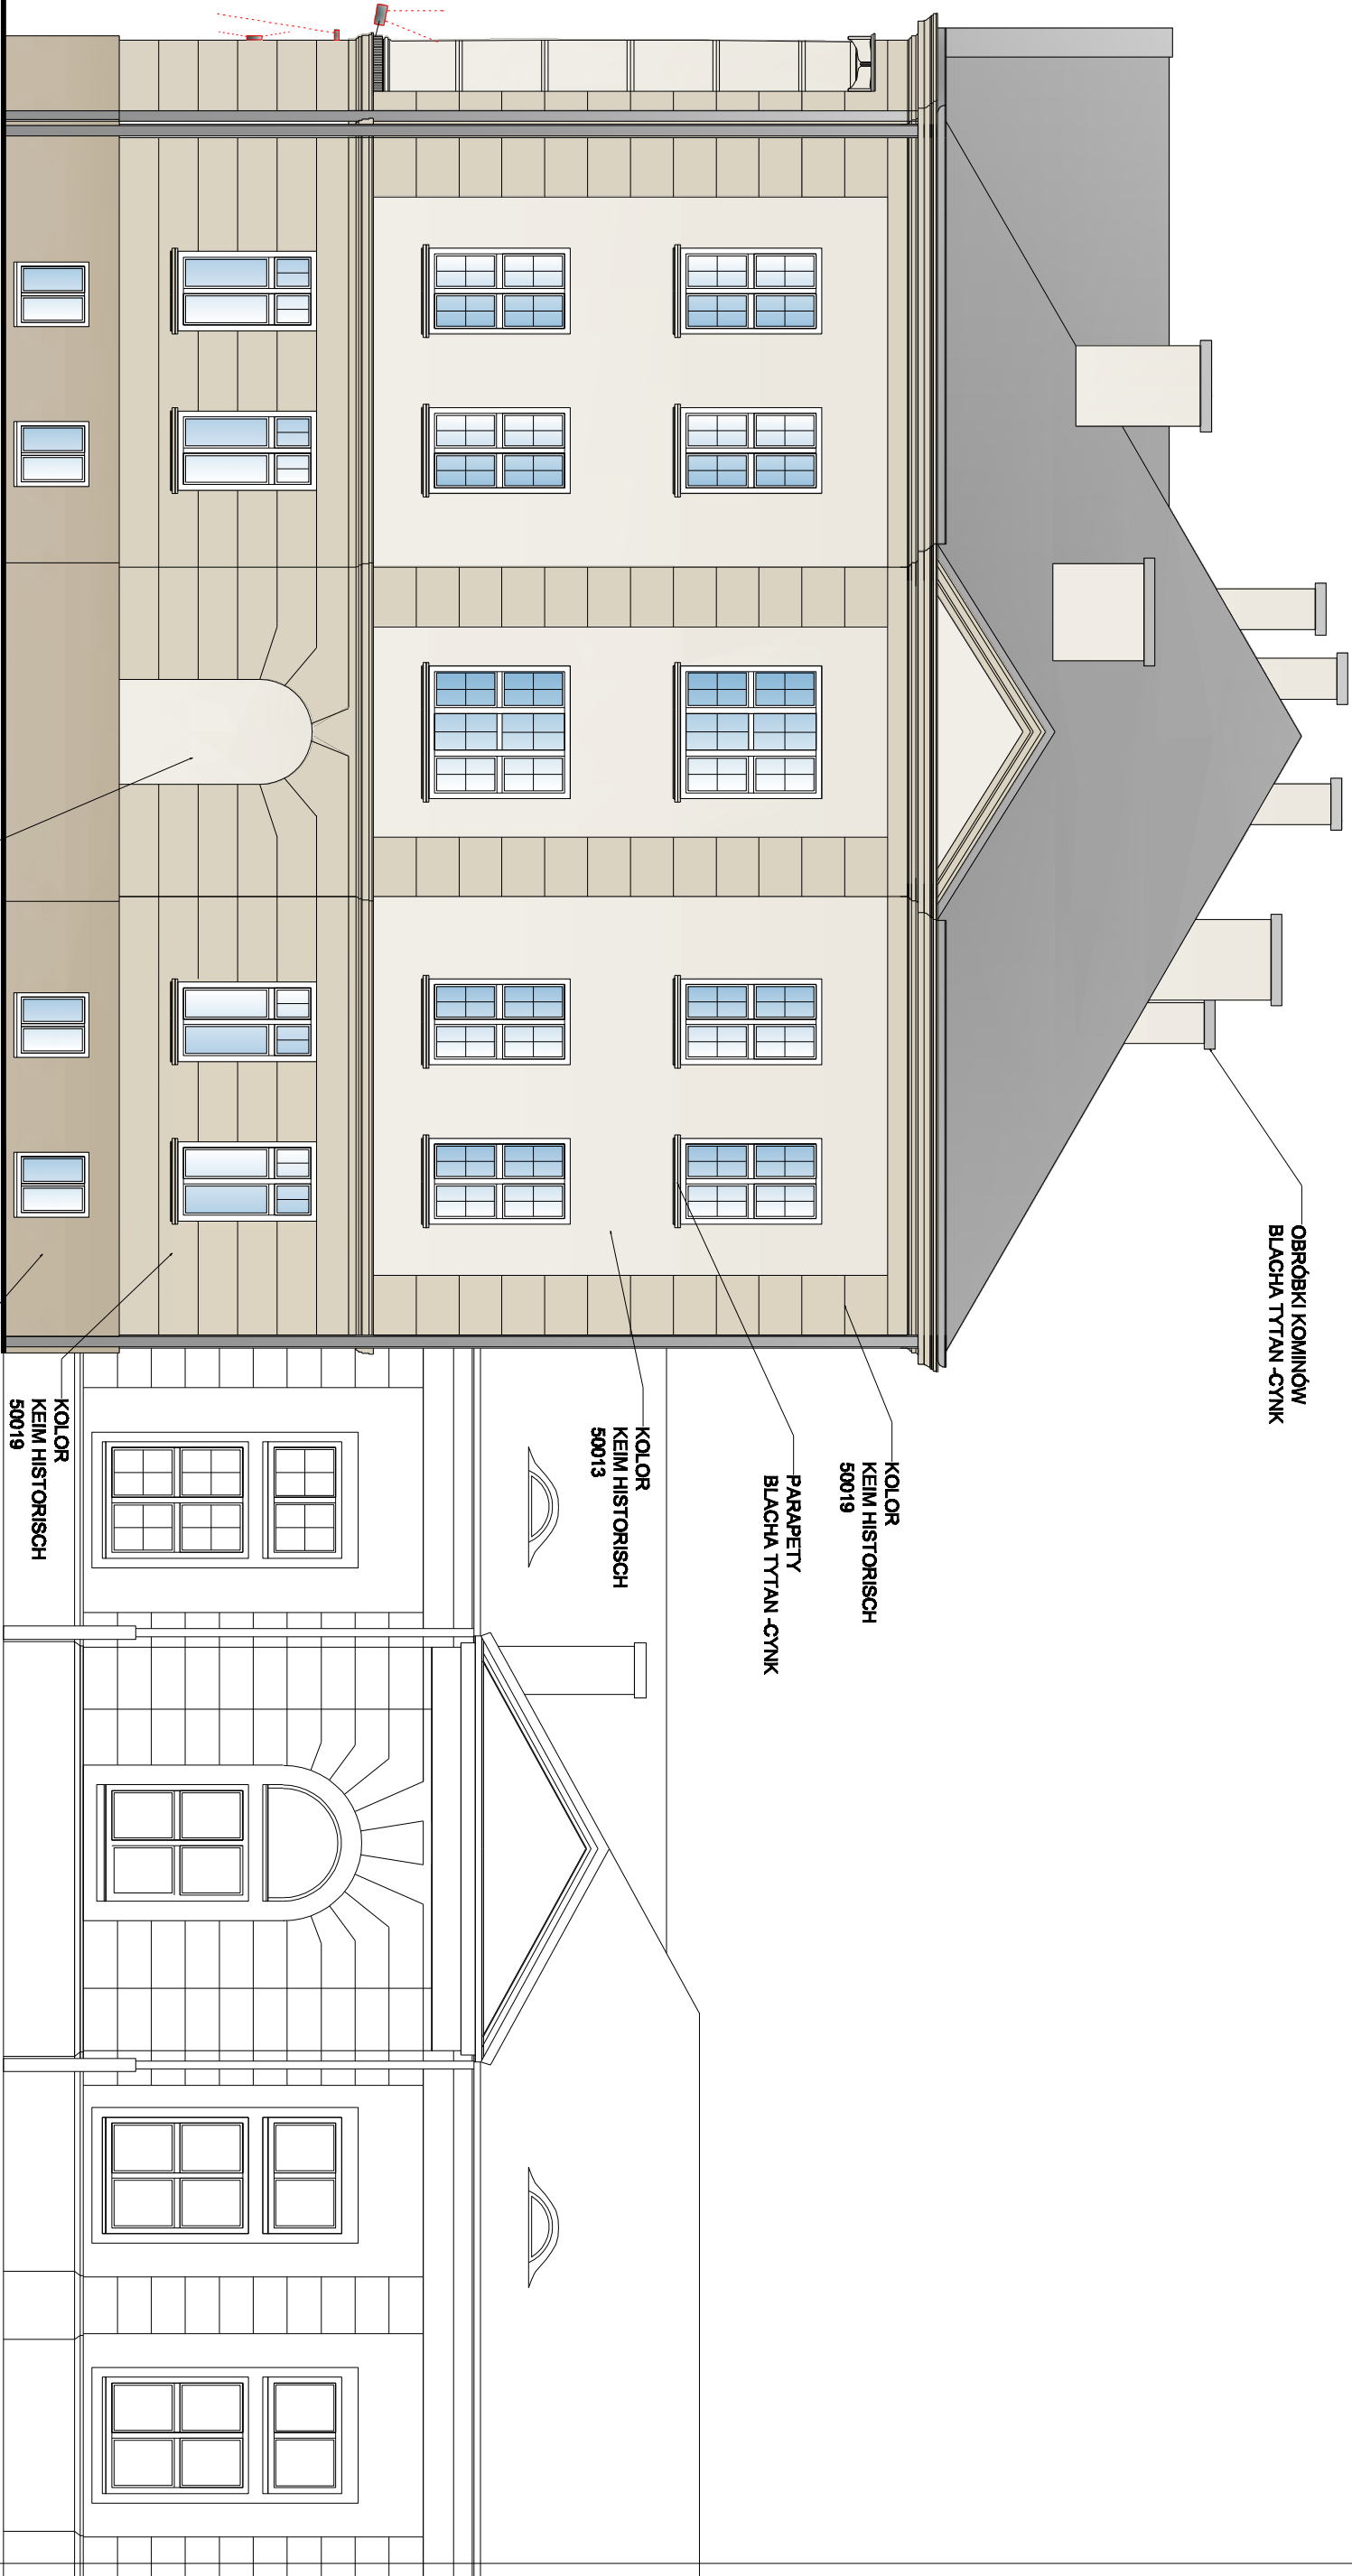 OBRÓBKI KOMINÓW
BLACHA TYTAN -CYNK
KOLOR
KEIM HISTORISCH
50019
PARAPETY
BLACHA TYTAN -CYNK
KOLOR
KEIM HISTORISCH
50013
KOLOR
KEIM HISTORISCH
50019